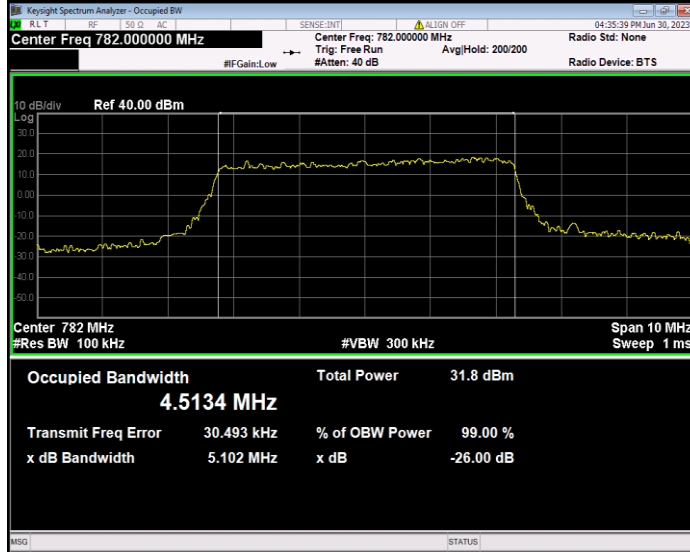 Keysight Spectrum Analyzer - Occupied BW
RLT RF 50 Ω AC SENSE:INT ALIGN OFF 04:35:39 PM Jun 30, 2023
Center Freq 782.000000 MHz Center Freq: 782.000000 MHz Radio Std: None
Trig: Free Run Avg|Hold: 200/200
#IFGain:Low #Atten: 40 dB Radio Device: BTS
10 dB/div Ref 40.00 dBm
Log
30.0
20.0
10.0
0.00
-10.0
-20.0
-30.0
-40.0
-50.0
Center 782 MHz Span 10 MHz
#Res BW 100 kHz #VBW 300 kHz Sweep 1 ms
Occupied Bandwidth Total Power 31.8 dBm
4.5134 MHz
Transmit Freq Error 30.493 kHz % of OBW Power 99.00 %
x dB Bandwidth 5.102 MHz x dB -26.00 dB
MSG STATUS